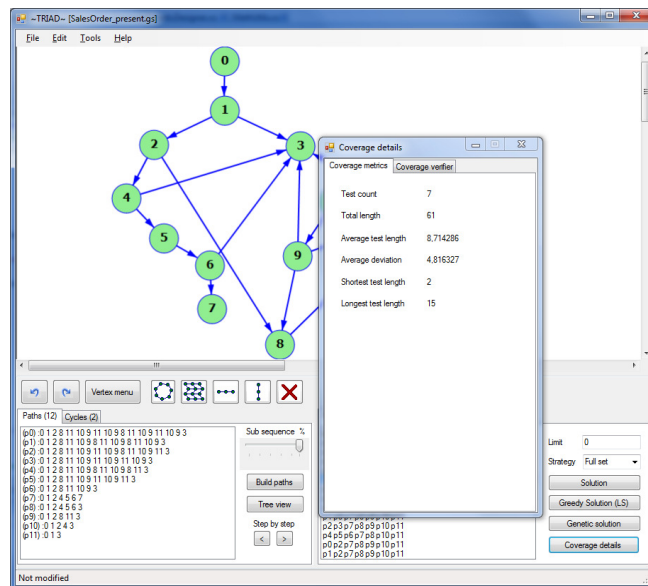 ~TRIAD~ [SalesOrder_present.gs]
File Edit Tools Help
0
1
2
3
4
5
6
7
8
9
Coverage details
Coverage metrics Coverage verifier
Test count 7
Total length 61
Average test length 8,714286
Average deviation 4,816327
Shortest test length 2
Longest test length 15
Vertex menu
Paths (12) Cycles (2)
(p0) :0 1 2 8 11 10 9 11 10 9 8 11 10 9 11 10 9 3
(p1) :0 1 2 8 11 10 9 8 11 10 9 8 11 10 9 3
(p2) :0 1 2 8 11 10 9 8 11 10 9 11 3
(p3) :0 1 2 8 11 10 9 11 10 9 11 10 9 3
(p4) :0 1 2 8 11 10 9 8 11 10 9 8 11 3
(p5) :0 1 2 8 11 10 9 11 10 9 11 3
(p6) :0 1 2 8 11 10 9 3
(p7) :0 1 2 4 5 6 7
(p8) :0 1 2 4 5 6 3
(p9) :0 1 2 8 11 3
(p10) :0 1 2 4 3
(p11) :0 1 3
Sub sequence %
Build paths
Tree view
Step by step
< >
p2 p3 p6 p7 p8 p9 p10 p11
p4 p5 p6 p7 p8 p9 p10 p11
p0 p2 p7 p8 p9 p10 p11
p1 p2 p7 p8 p9 p10 p11
Limit 0
Strategy Full set
Solution
Greedy Solution (LS)
Genetic solution
Coverage details
Not modified